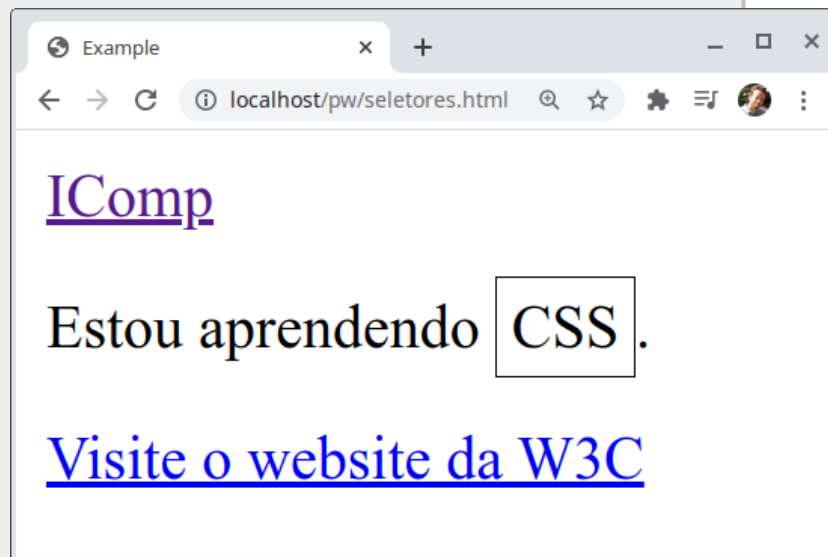 Example
localhost/pw/seletores.html
IComp
Estou aprendendo CSS.
Visite o website da W3C